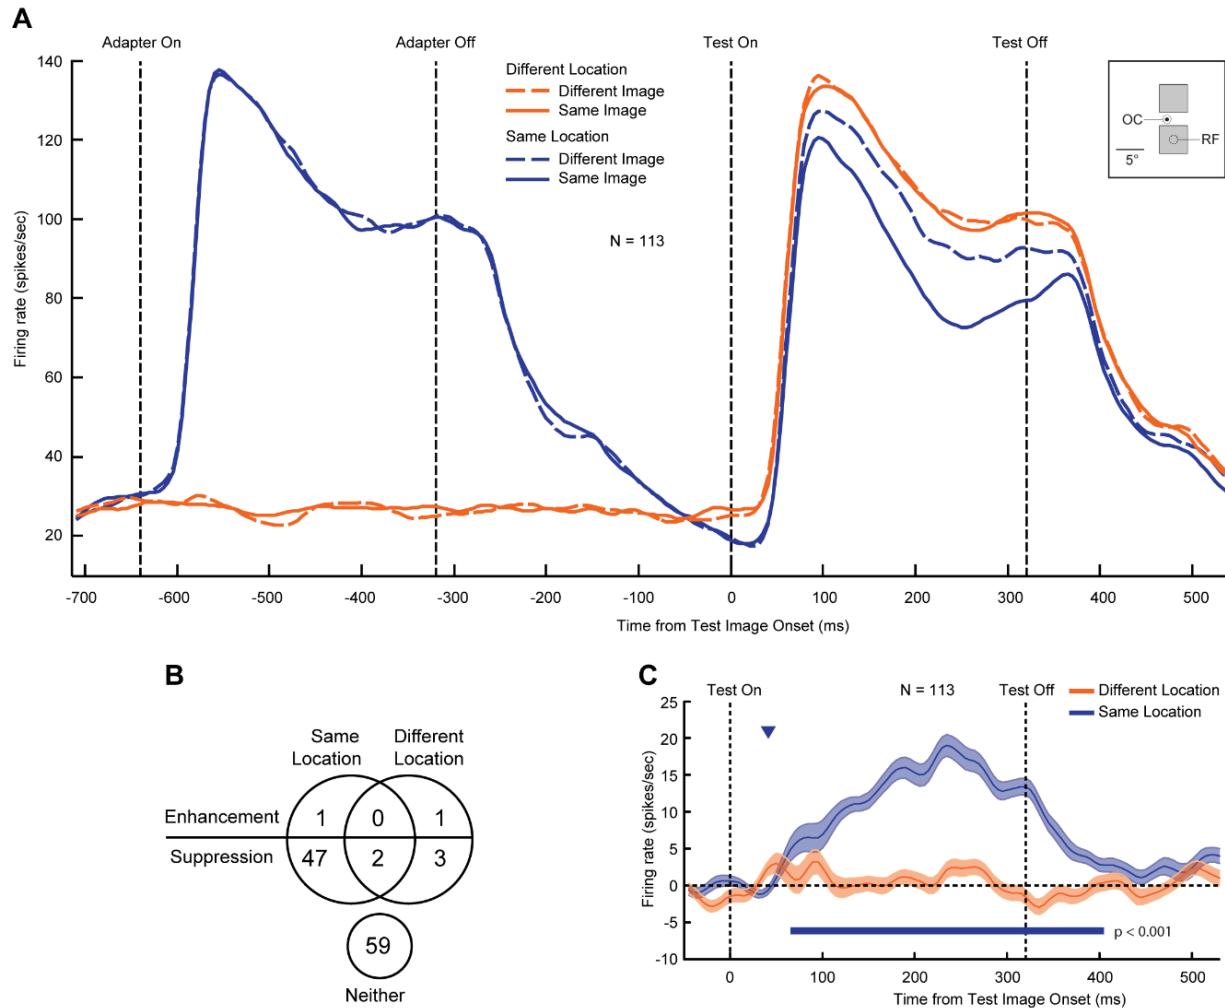 A
Adapter On
Adapter Off
Test On
Test Off
140
120
100
80
60
40
20
Firing rate (spikes/sec)
Different Location
Different Image
Same Image
Same Location
Different Image
Same Image
N = 113
OC
RF
5°
-700
-600
-500
-400
-300
-200
-100
0
100
200
300
400
500
Time from Test Image Onset (ms)
B
Same Location
Different Location
Enhancement
1
0
1
Suppression
47
2
3
59
Neither
C
Test On
N = 113
Test Off
Different Location
Same Location
25
20
15
10
5
0
-5
-10
Firing rate (spikes/sec)
p < 0.001
0
100
200
300
400
500
Time from Test Image Onset (ms)